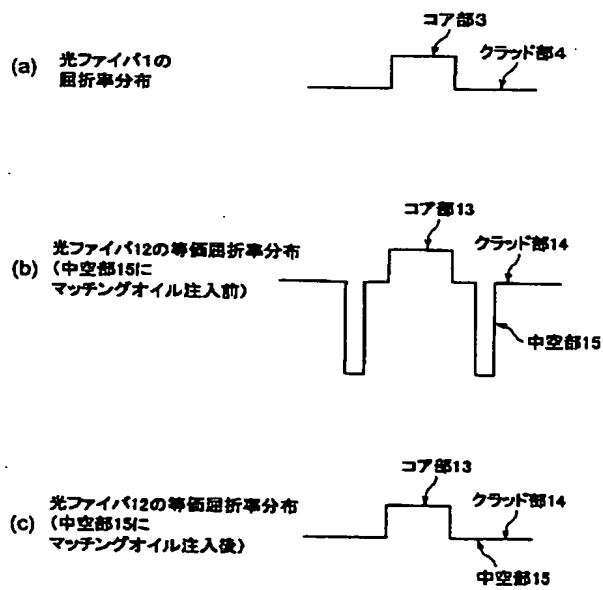 コア部3
クラッド部4
(a) 光ファイバ1の
屈折率分布
コア部13
クラッド部14
(b) 光ファイバ12の等価屈折率分布
(中空部15に
マッチングオイル注入前)
中空部15
コア部13
クラッド部14
(c) 光ファイバ12の等価屈折率分布
(中空部15に
マッチングオイル注入後)
中空部15